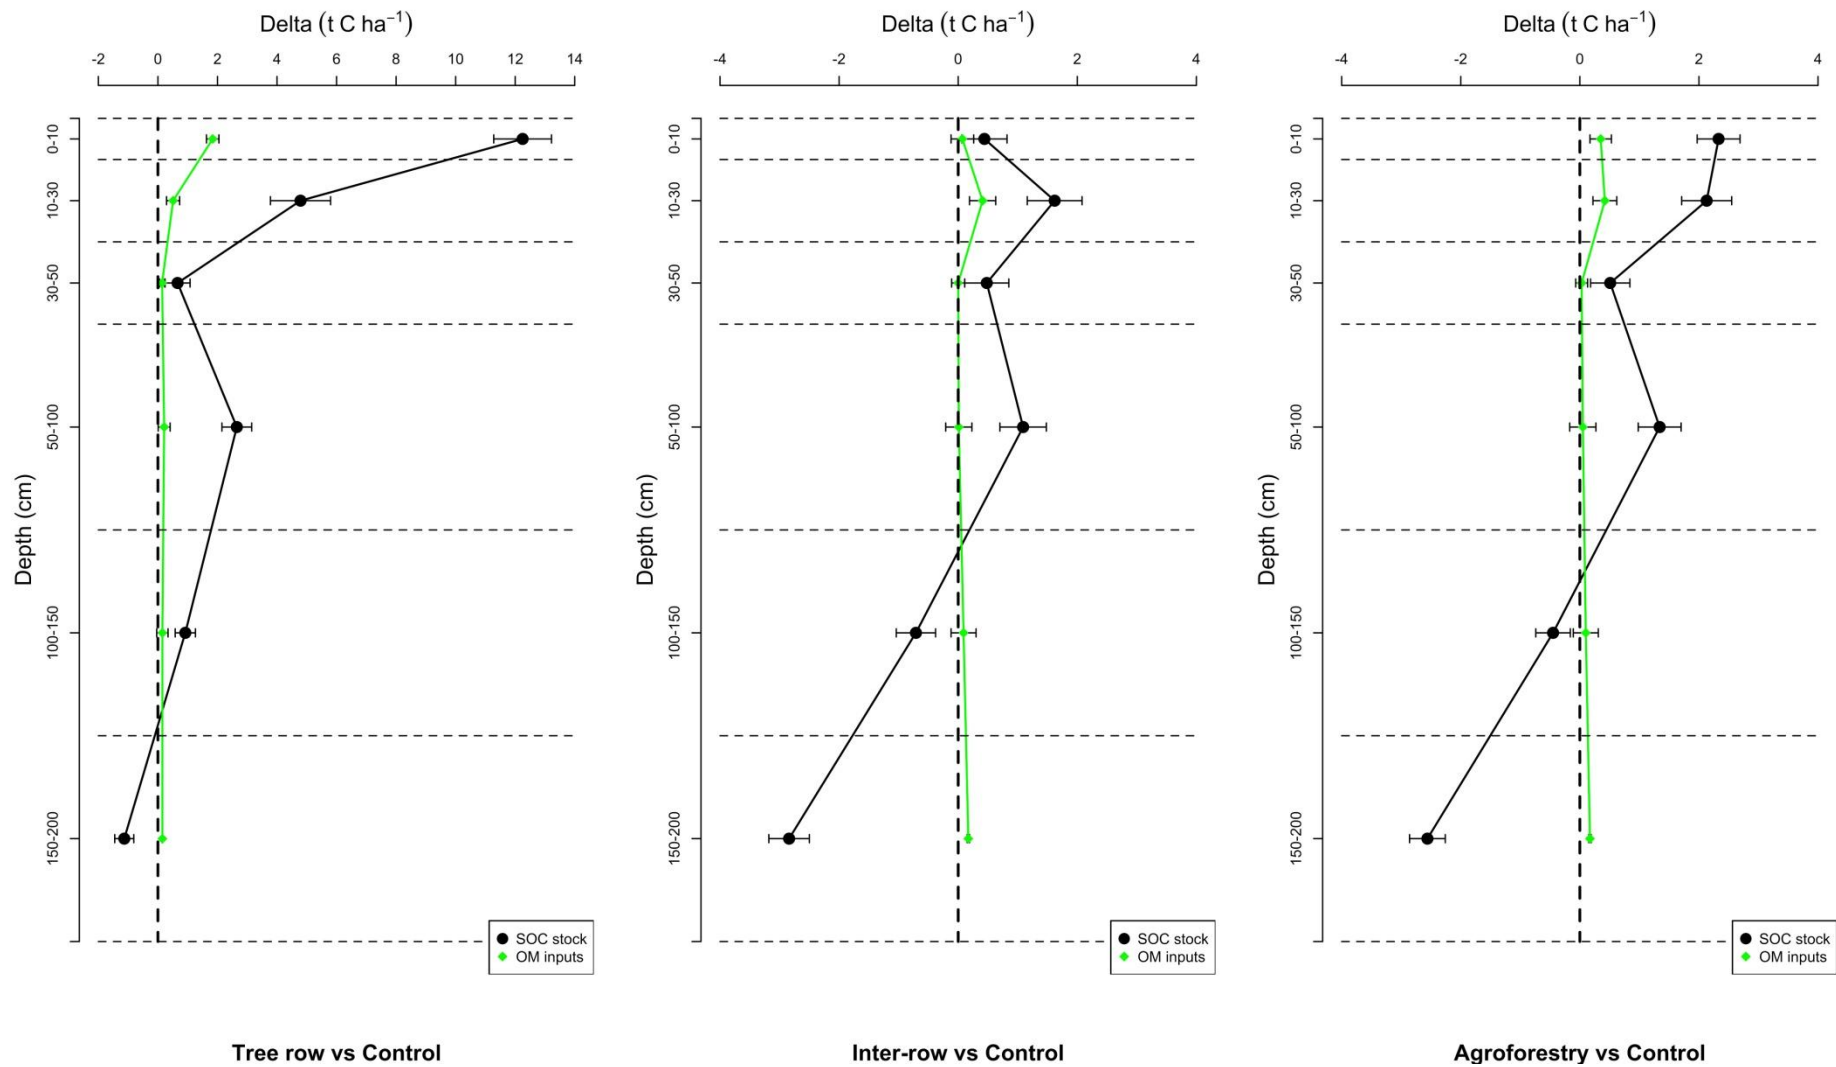 Delta (t C ha⁻¹)
-2 0 2 4 6 8 10 12 14
0-10
10-30
30-50
50-100
100-150
150-200
Depth (cm)
SOC stock
OM inputs
Tree row vs Control
Delta (t C ha⁻¹)
-4 -2 0 2 4
0-10
10-30
30-50
50-100
100-150
150-200
Depth (cm)
SOC stock
OM inputs
Inter-row vs Control
Delta (t C ha⁻¹)
-4 -2 0 2 4
0-10
10-30
30-50
50-100
100-150
150-200
Depth (cm)
SOC stock
OM inputs
Agroforestry vs Control